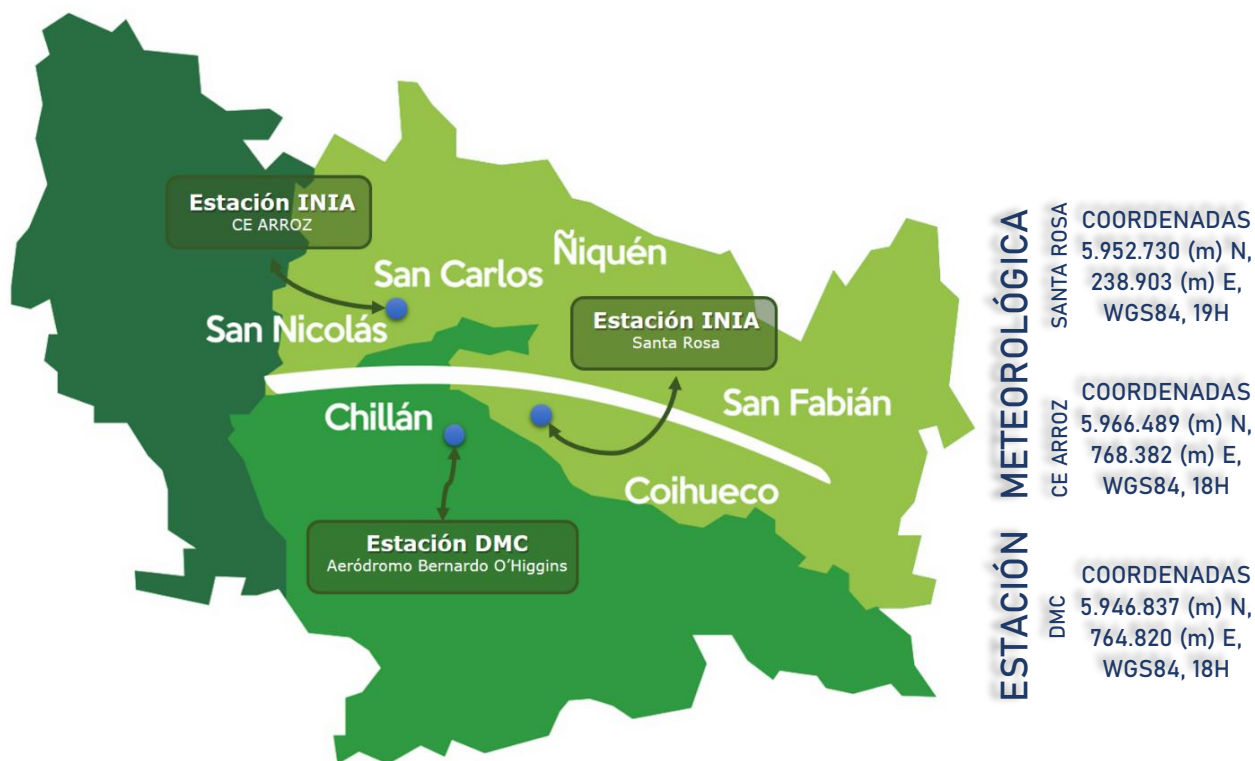 Estación INIA
CE ARROZ
San Carlos
Ñiquén
San Nicolás
Estación INIA
Santa Rosa
Chillán
San Fabián
Coihueco
Estación DMC
Aeródromo Bernardo O´Higgins
ESTACIÓN METEOROLÓGICA
SANTA ROSA
COORDENADAS
5.952.730 (m) N,
238.903 (m) E,
WGS84, 19H
CE ARROZ
COORDENADAS
5.966.489 (m) N,
768.382 (m) E,
WGS84, 18H
DMC
COORDENADAS
5.946.837 (m) N,
764.820 (m) E,
WGS84, 18H